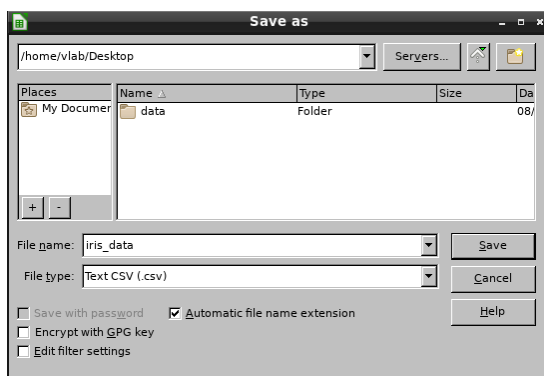 Save as
/home/vlab/Desktop
Servers...
Places
Name Type Size Da
My Documer
data Folder 08/
+ -
File name: iris_data
Save
File type: Text CSV (.csv)
Cancel
Save with password Automatic file name extension
Help
Encrypt with GPG key
Edit filter settings